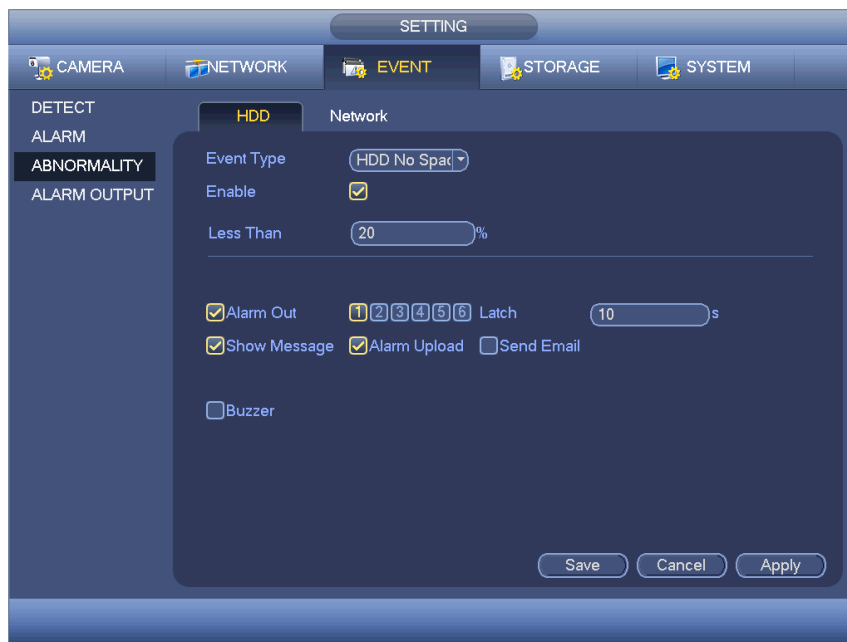 SETTING
CAMERA NETWORK EVENT STORAGE SYSTEM
DETECT
ALARM
ABNORMALITY
ALARM OUTPUT
HDD Network
Event Type HDD No Spac
Enable
Less Than 20 %
Alarm Out 1 2 3 4 5 6 Latch 10 s
Show Message Alarm Upload Send Email
Buzzer
Save Cancel Apply